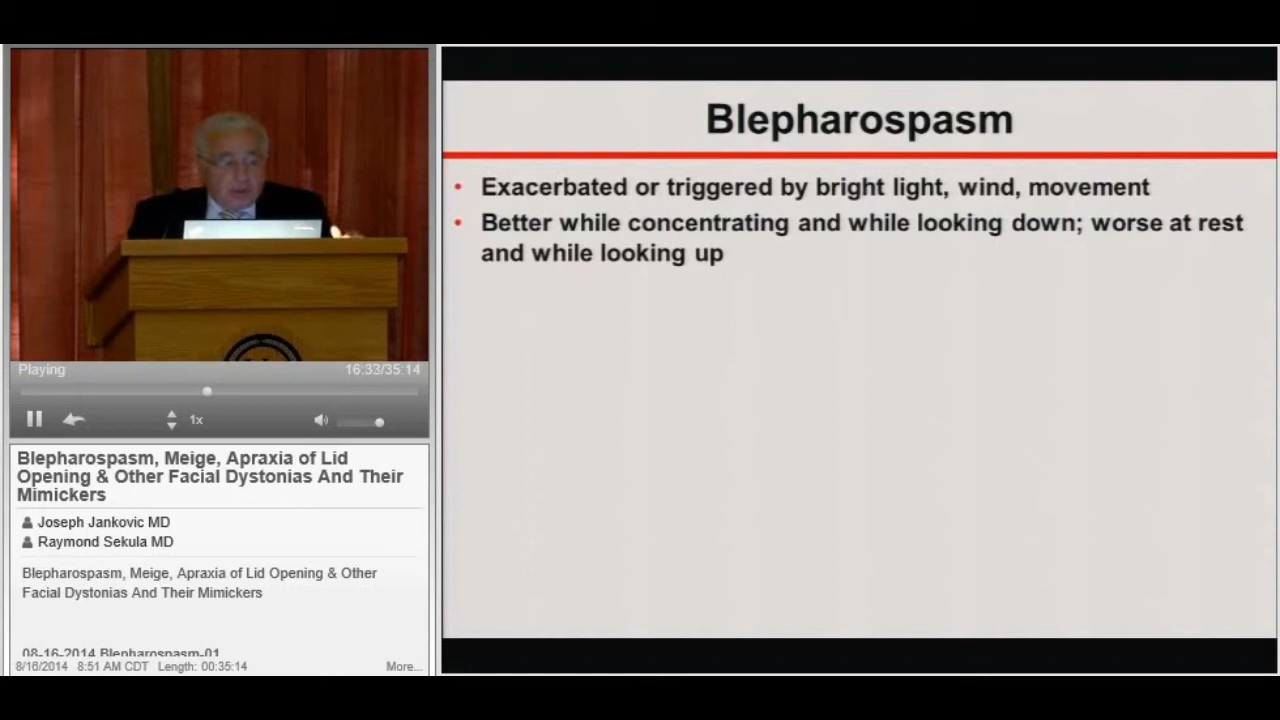 Playing
16:33/35:14
1x
Blepharospasm, Meige, Apraxia of Lid
Opening & Other Facial Dystonias And Their
Mimickers
Joseph Jankovic MD
Raymond Sekula MD
Blepharospasm, Meige, Apraxia of Lid Opening & Other
Facial Dystonias And Their Mimickers
08-16-2014 Blepharospasm-01
8/16/2014 8:51 AM CDT Length: 00:35:14
More...
Blepharospasm
• Exacerbated or triggered by bright light, wind, movement
• Better while concentrating and while looking down; worse at rest
and while looking up